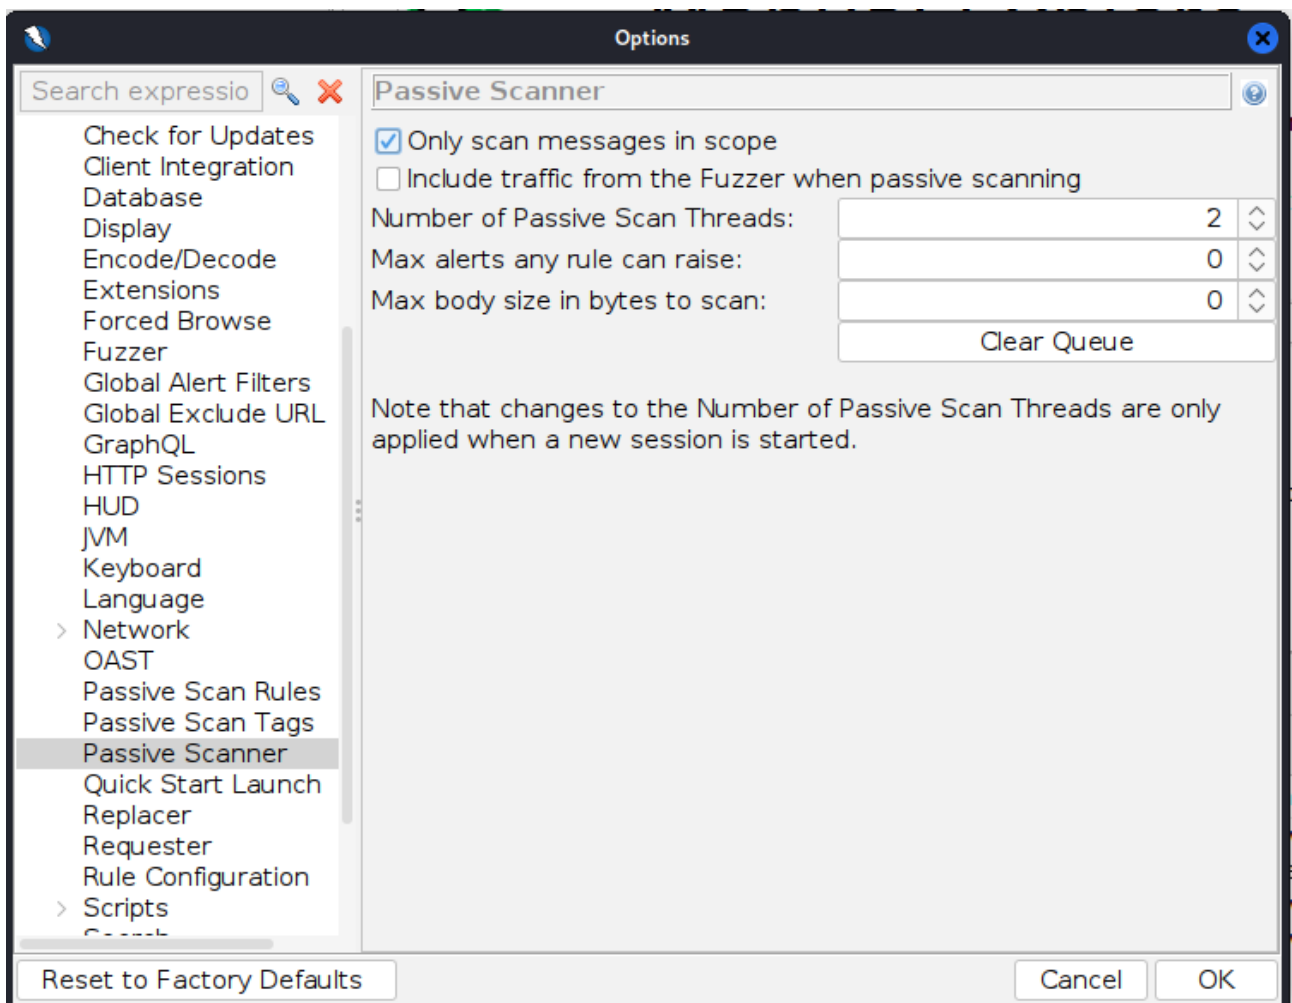 Options
Search expressio
Check for Updates
Client Integration
Database
Display
Encode/Decode
Extensions
Forced Browse
Fuzzer
Global Alert Filters
Global Exclude URL
GraphQL
HTTP Sessions
HUD
JVM
Keyboard
Language
Network
OAST
Passive Scan Rules
Passive Scan Tags
Passive Scanner
Quick Start Launch
Replacer
Requester
Rule Configuration
Scripts
Passive Scanner
Only scan messages in scope
Include traffic from the Fuzzer when passive scanning
Number of Passive Scan Threads: 2
Max alerts any rule can raise: 0
Max body size in bytes to scan: 0
Clear Queue
Note that changes to the Number of Passive Scan Threads are only
applied when a new session is started.
Reset to Factory Defaults
Cancel
OK